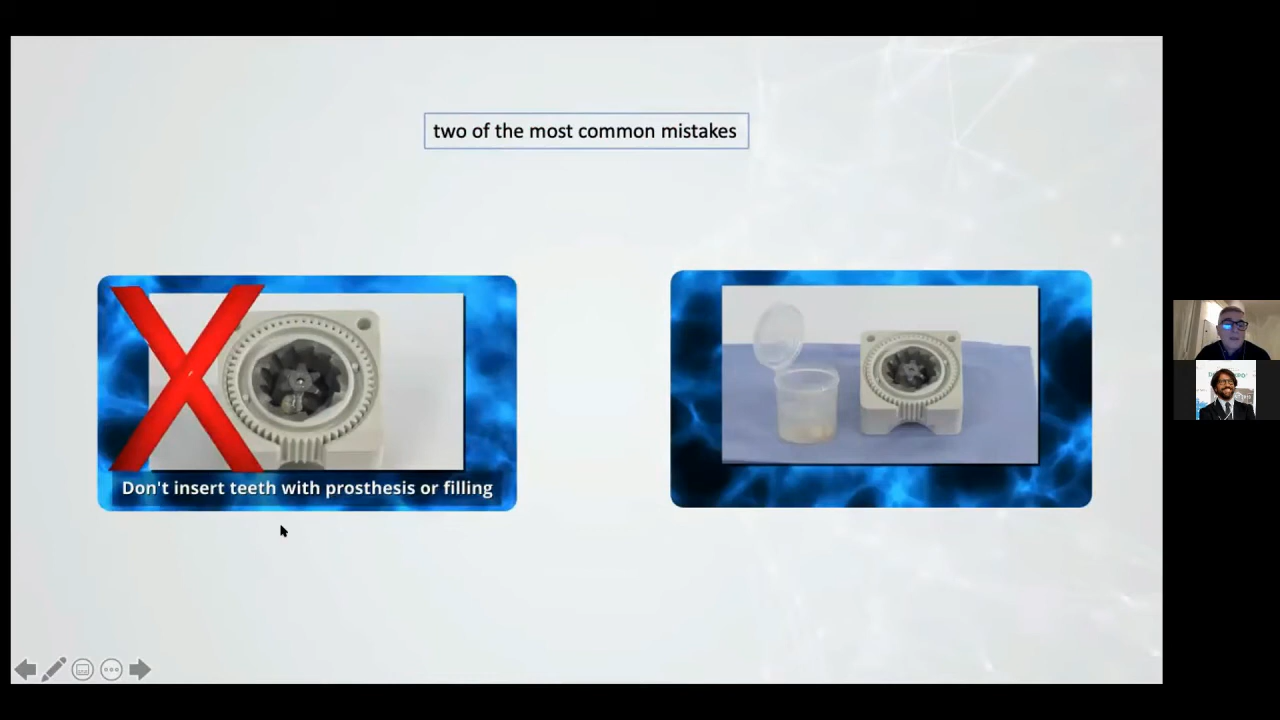 two of the most common mistakes
Don't insert teeth with prosthesis or filling